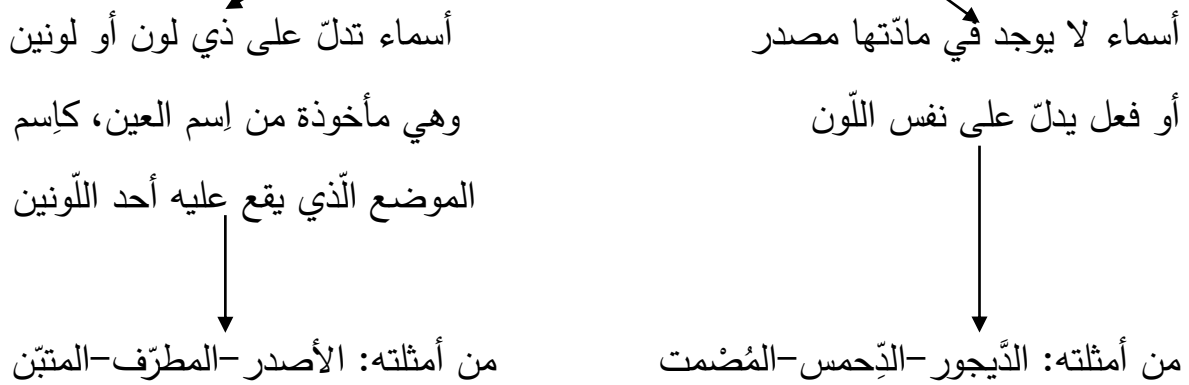 أسماء لا يوجد في مادّتها مصدر
أو فعل يدلّ على نفس اللّون
من أمثلته: الدَّيجور–الدِّحمس–المُصْمت
أسماء تدلّ على ذي لون أو لونين
وهي مأخوذة من اِسم العين، كاِسم
الموضع الّذي يقع عليه أحد اللّونين
من أمثلته: الأصدر–المطرّف–المتبّن